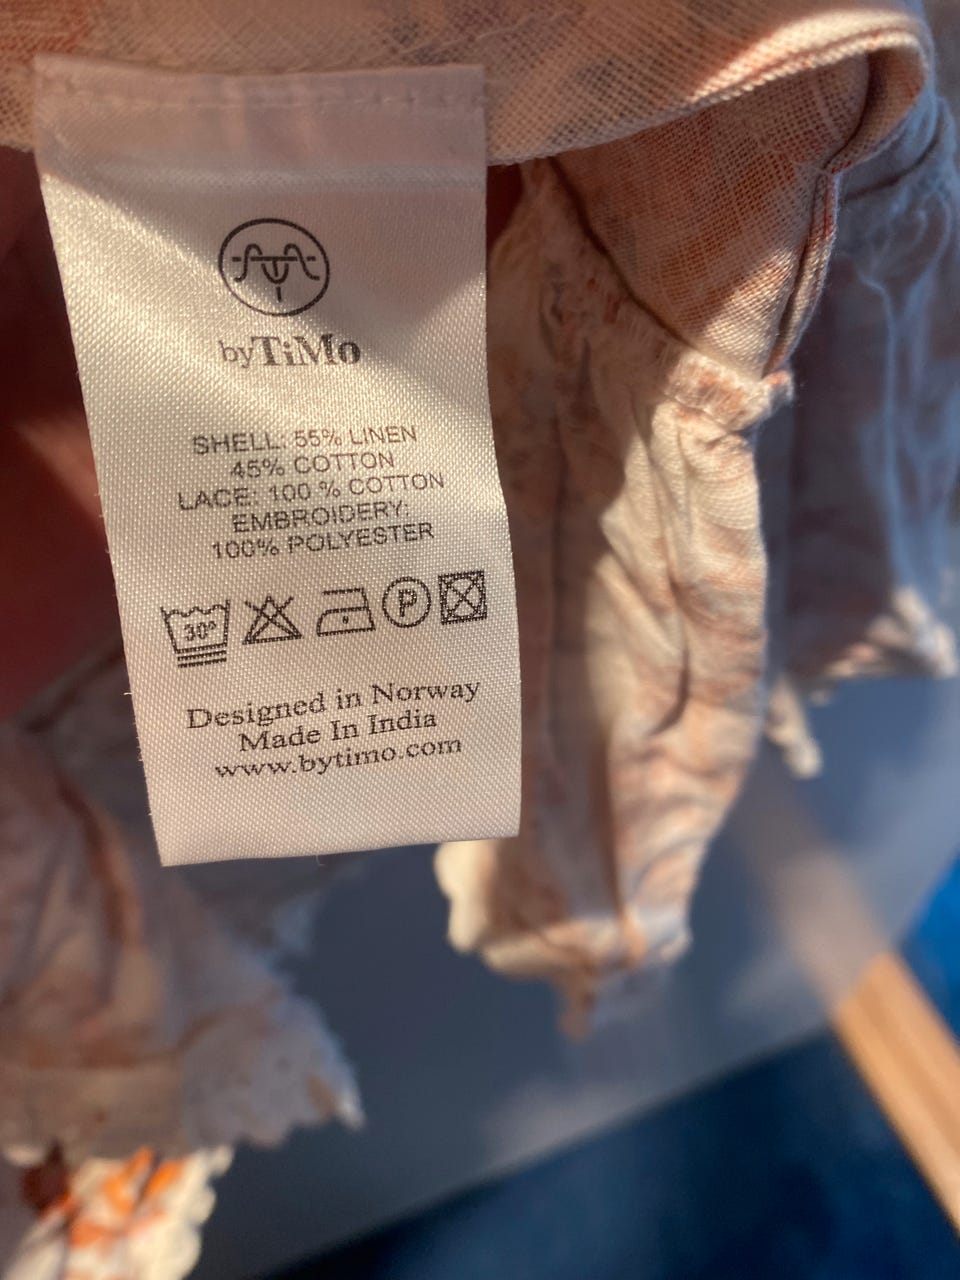 byTiMo
SHELL: 55% LINEN
45% COTTON
LACE: 100 % COTTON
EMBROIDERY:
100% POLYESTER
30°
P
Designed in Norway
Made In India
www.bytimo.com